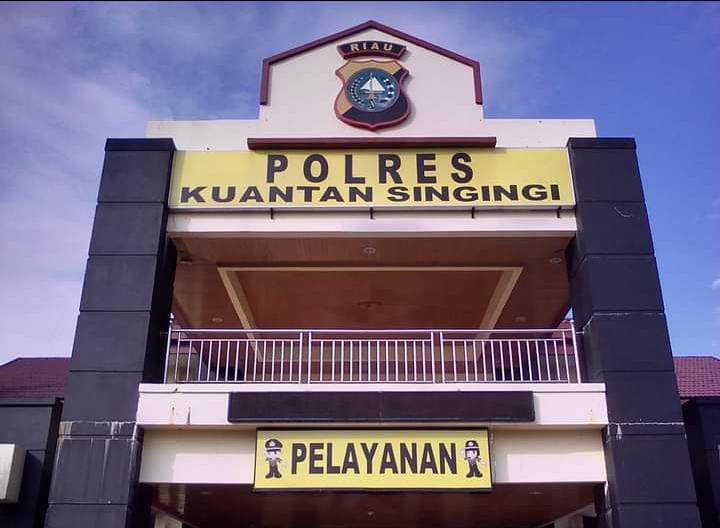 RIAU
POLRES
KUANTAN SINGINGI
PELAYANAN